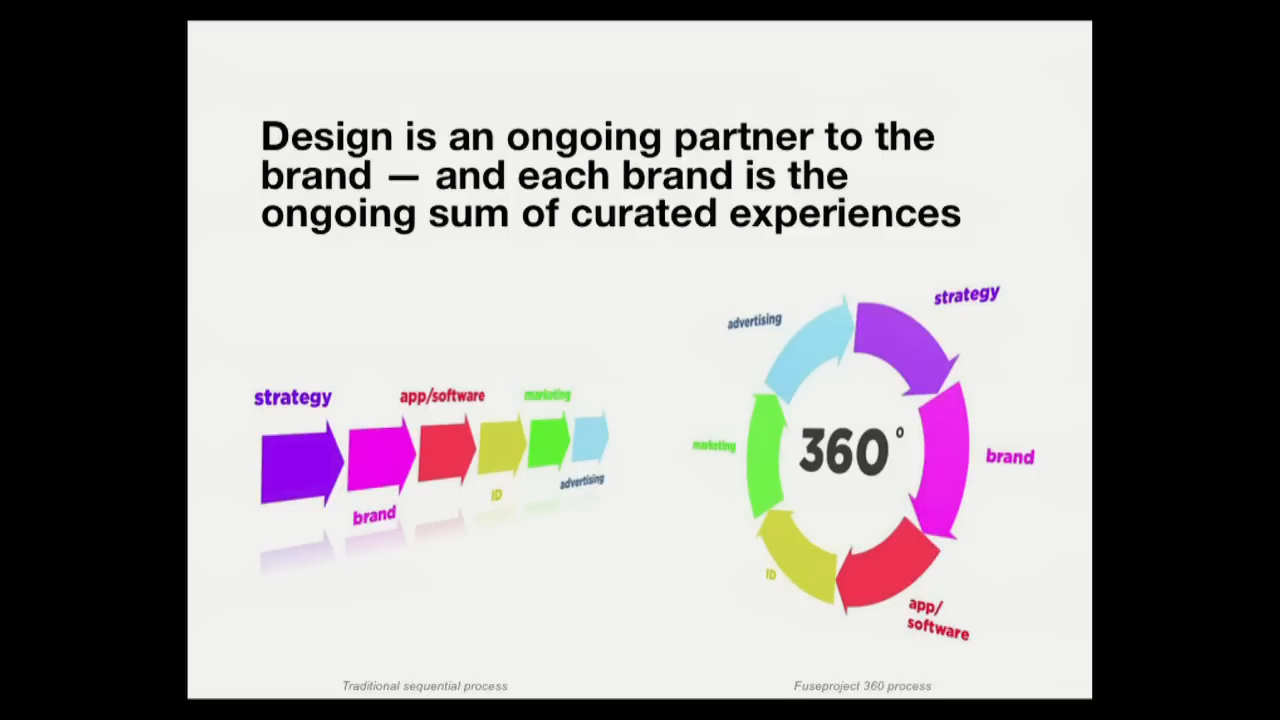 Design is an ongoing partner to the
brand — and each brand is the
ongoing sum of curated experiences
strategy
app/software
marketing
brand
ID
advertising
advertising
strategy
marketing
360°
brand
ID
app/
software
Traditional sequential process
Fuseproject 360 process